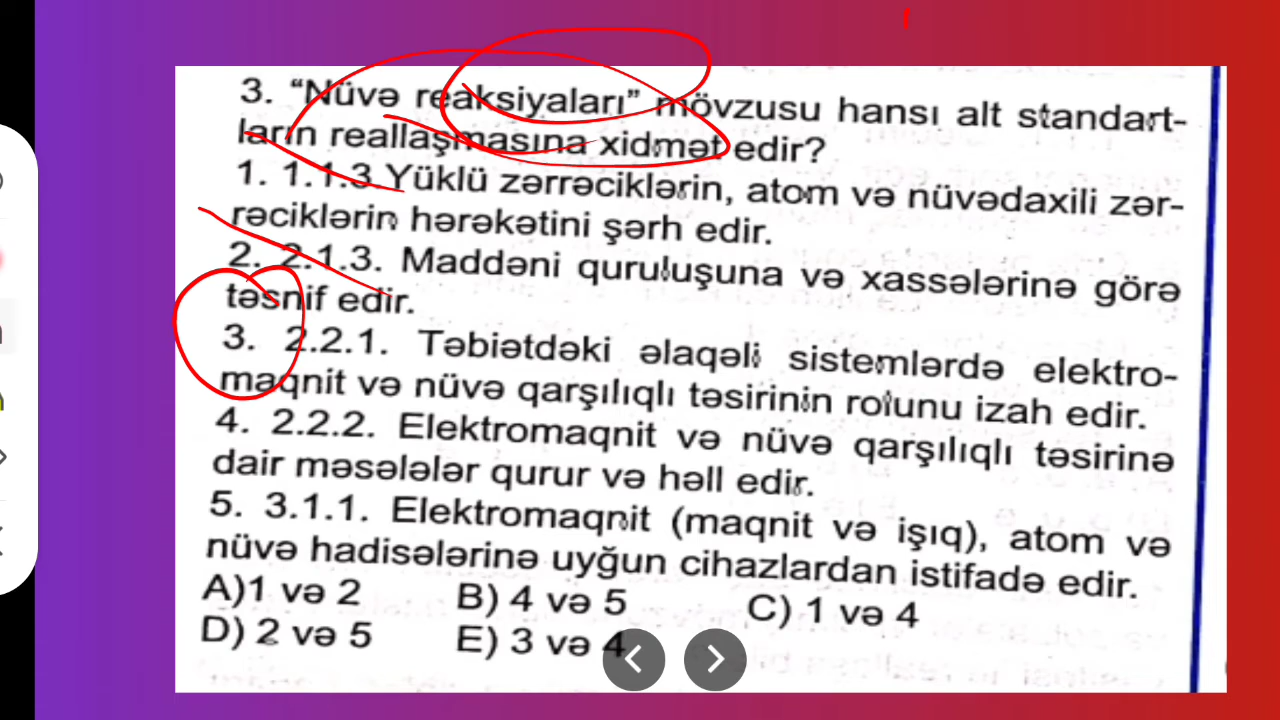 3. “Nüvə reaksiyaları” mövzusu hansı alt standart-
ların reallaşmasına xidmət edir?
1. 1.1.3 Yüklü zərrəciklərin, atom və nüvədaxili zər-
rəciklərin hərəkətini şərh edir.
2. 2.1.3. Maddəni quruluşuna və xassələrinə görə
təsnif edir.
3. 2.2.1. Təbiətdəki əlaqəli sistemlərdə elektro-
maqnit və nüvə qarşılıqlı təsirinin rolunu izah edir.
4. 2.2.2. Elektromaqnit və nüvə qarşılıqlı təsirinə
dair məsələlər qurur və həll edir.
5. 3.1.1. Elektromaqnit (maqnit və işıq), atom və
nüvə hadisələrinə uyğun cihazlardan istifadə edir.
A)1 və 2 B) 4 və 5 C) 1 və 4
D) 2 və 5 E) 3 və 4